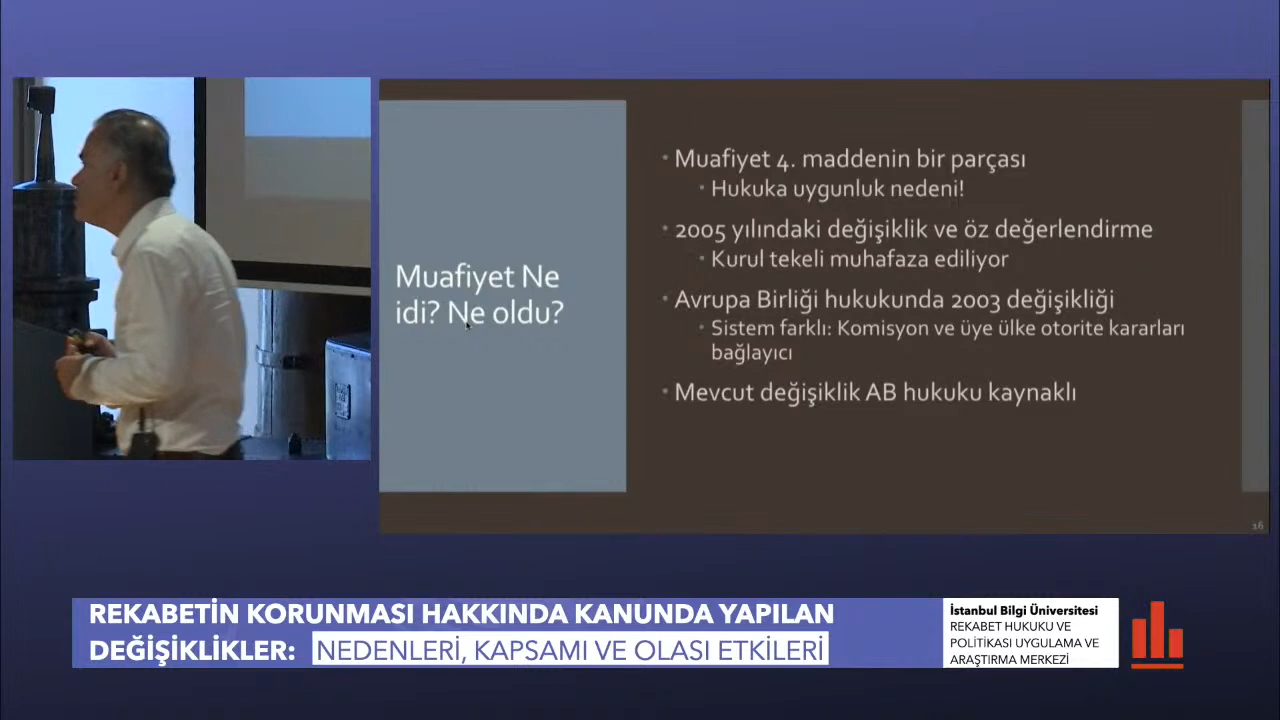 Muafiyet Ne
idi? Ne oldu?
• Muafiyet 4. maddenin bir parçası
• Hukuka uygunluk nedeni!
• 2005 yılındaki değişiklik ve öz değerlendirme
• Kurul tekeli muhafaza ediliyor
• Avrupa Birliği hukukunda 2003 değişikliği
• Sistem farklı: Komisyon ve üye ülke otorite kararları
bağlayıcı
• Mevcut değişiklik AB hukuku kaynaklı
16
REKABETİN KORUNMASI HAKKINDA KANUNDA YAPILAN
DEĞİŞİKLİKLER: NEDENLERİ, KAPSAMI VE OLASI ETKİLERİ
İstanbul Bilgi Üniversitesi
REKABET HUKUKU VE
POLİTİKASI UYGULAMA VE
ARAŞTIRMA MERKEZİ